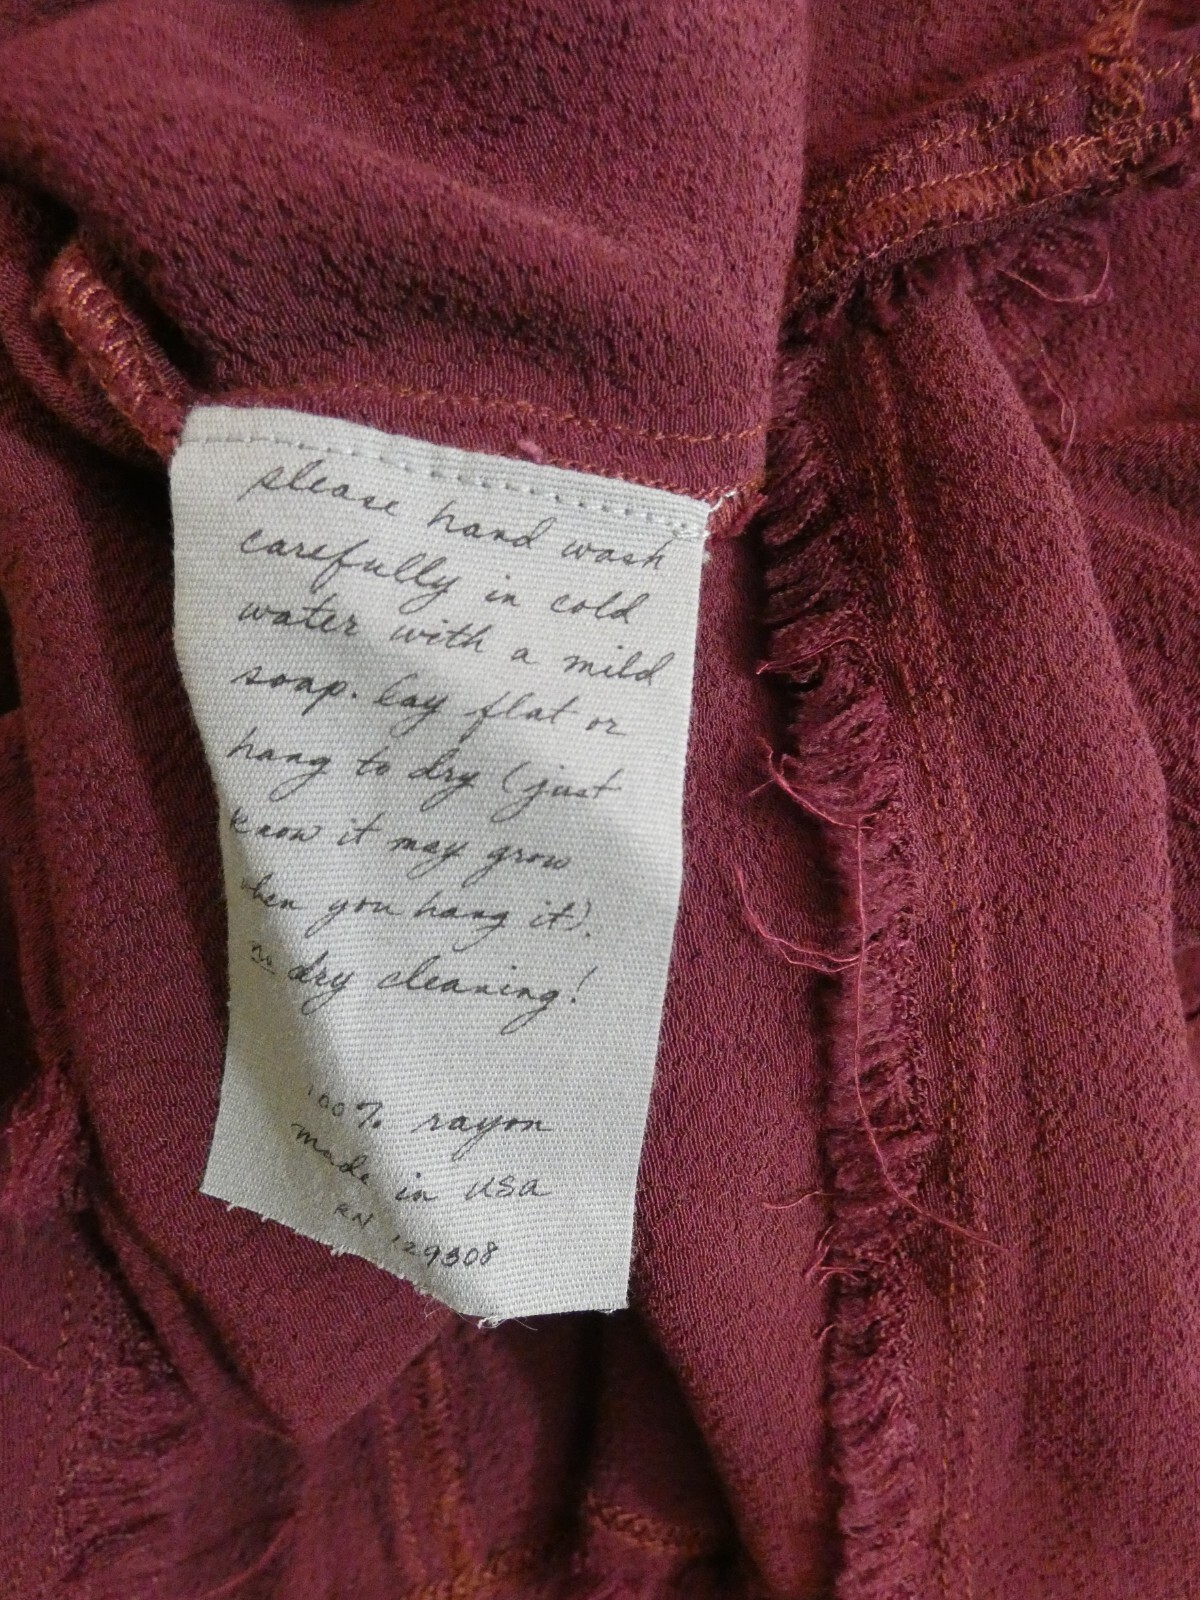 please hand wash
carefully in cold
water with a mild
soap. lay flat or
hang to dry (just
know it may grow
when you hang it).
no dry cleaning!
100% rayon
made in usa
RN
129308